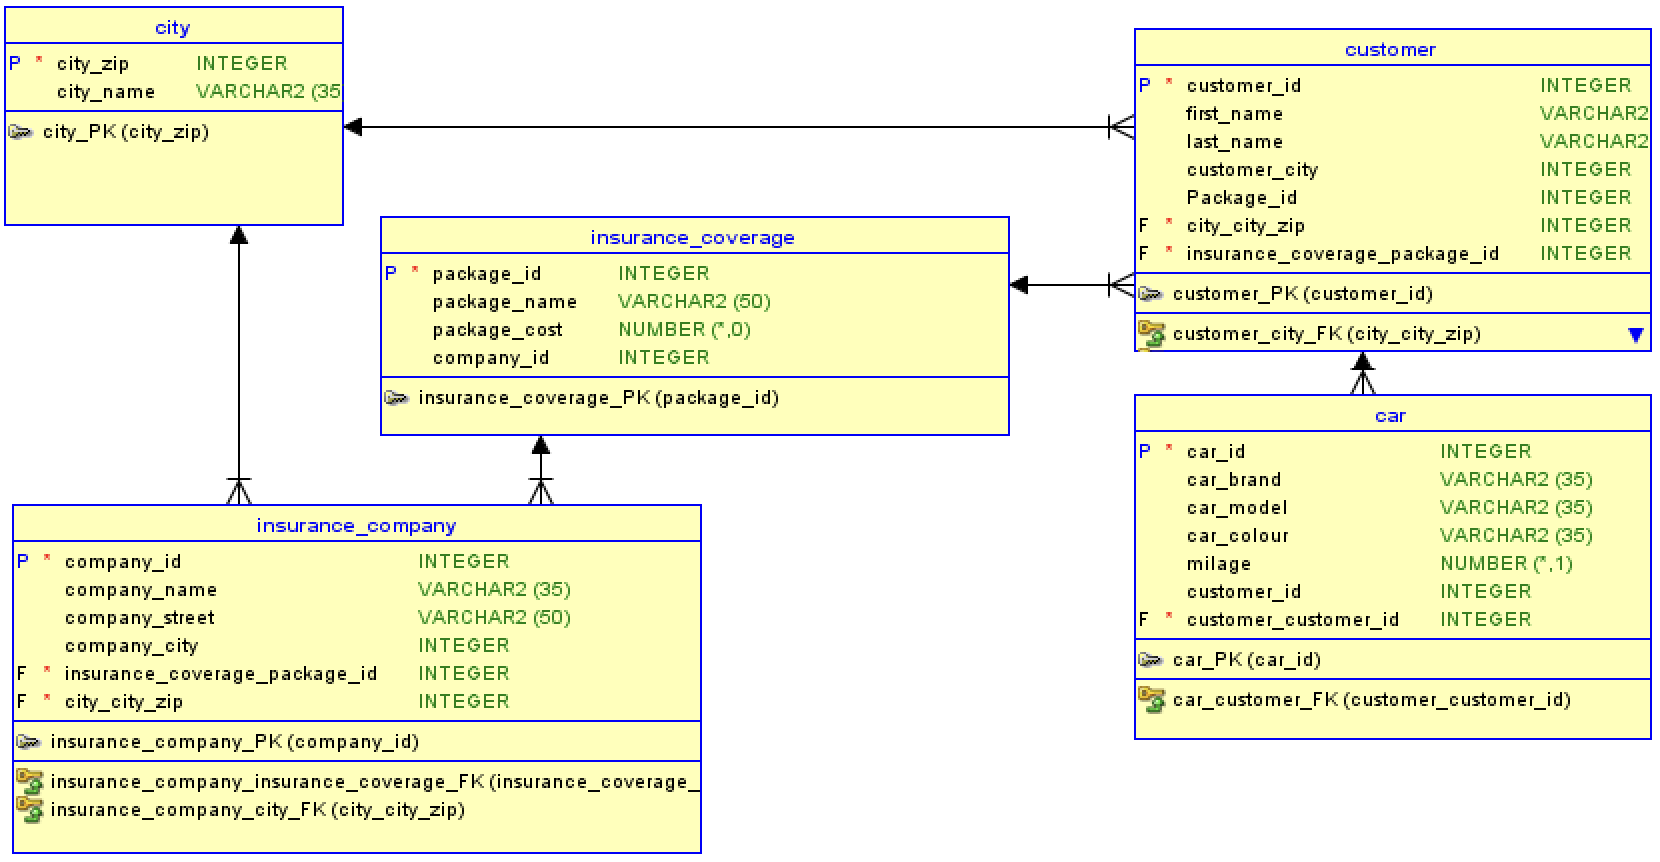 city
P * city_zip INTEGER
city_name VARCHAR2 (35
city_PK (city_zip)
customer
P * customer_id INTEGER
first_name VARCHAR2
last_name VARCHAR2
customer_city INTEGER
Package_id INTEGER
F * city_city_zip INTEGER
F * insurance_coverage_package_id INTEGER
customer_PK (customer_id)
customer_city_FK (city_city_zip)
insurance_coverage
P * package_id INTEGER
package_name VARCHAR2 (50)
package_cost NUMBER (*,0)
company_id INTEGER
insurance_coverage_PK (package_id)
insurance_company
P * company_id INTEGER
company_name VARCHAR2 (35)
company_street VARCHAR2 (50)
company_city INTEGER
F * insurance_coverage_package_id INTEGER
F * city_city_zip INTEGER
insurance_company_PK (company_id)
insurance_company_insurance_coverage_FK (insurance_coverage_
insurance_company_city_FK (city_city_zip)
car
P * car_id INTEGER
car_brand VARCHAR2 (35)
car_model VARCHAR2 (35)
car_colour VARCHAR2 (35)
milage NUMBER (*,1)
customer_id INTEGER
F * customer_customer_id INTEGER
car_PK (car_id)
car_customer_FK (customer_customer_id)